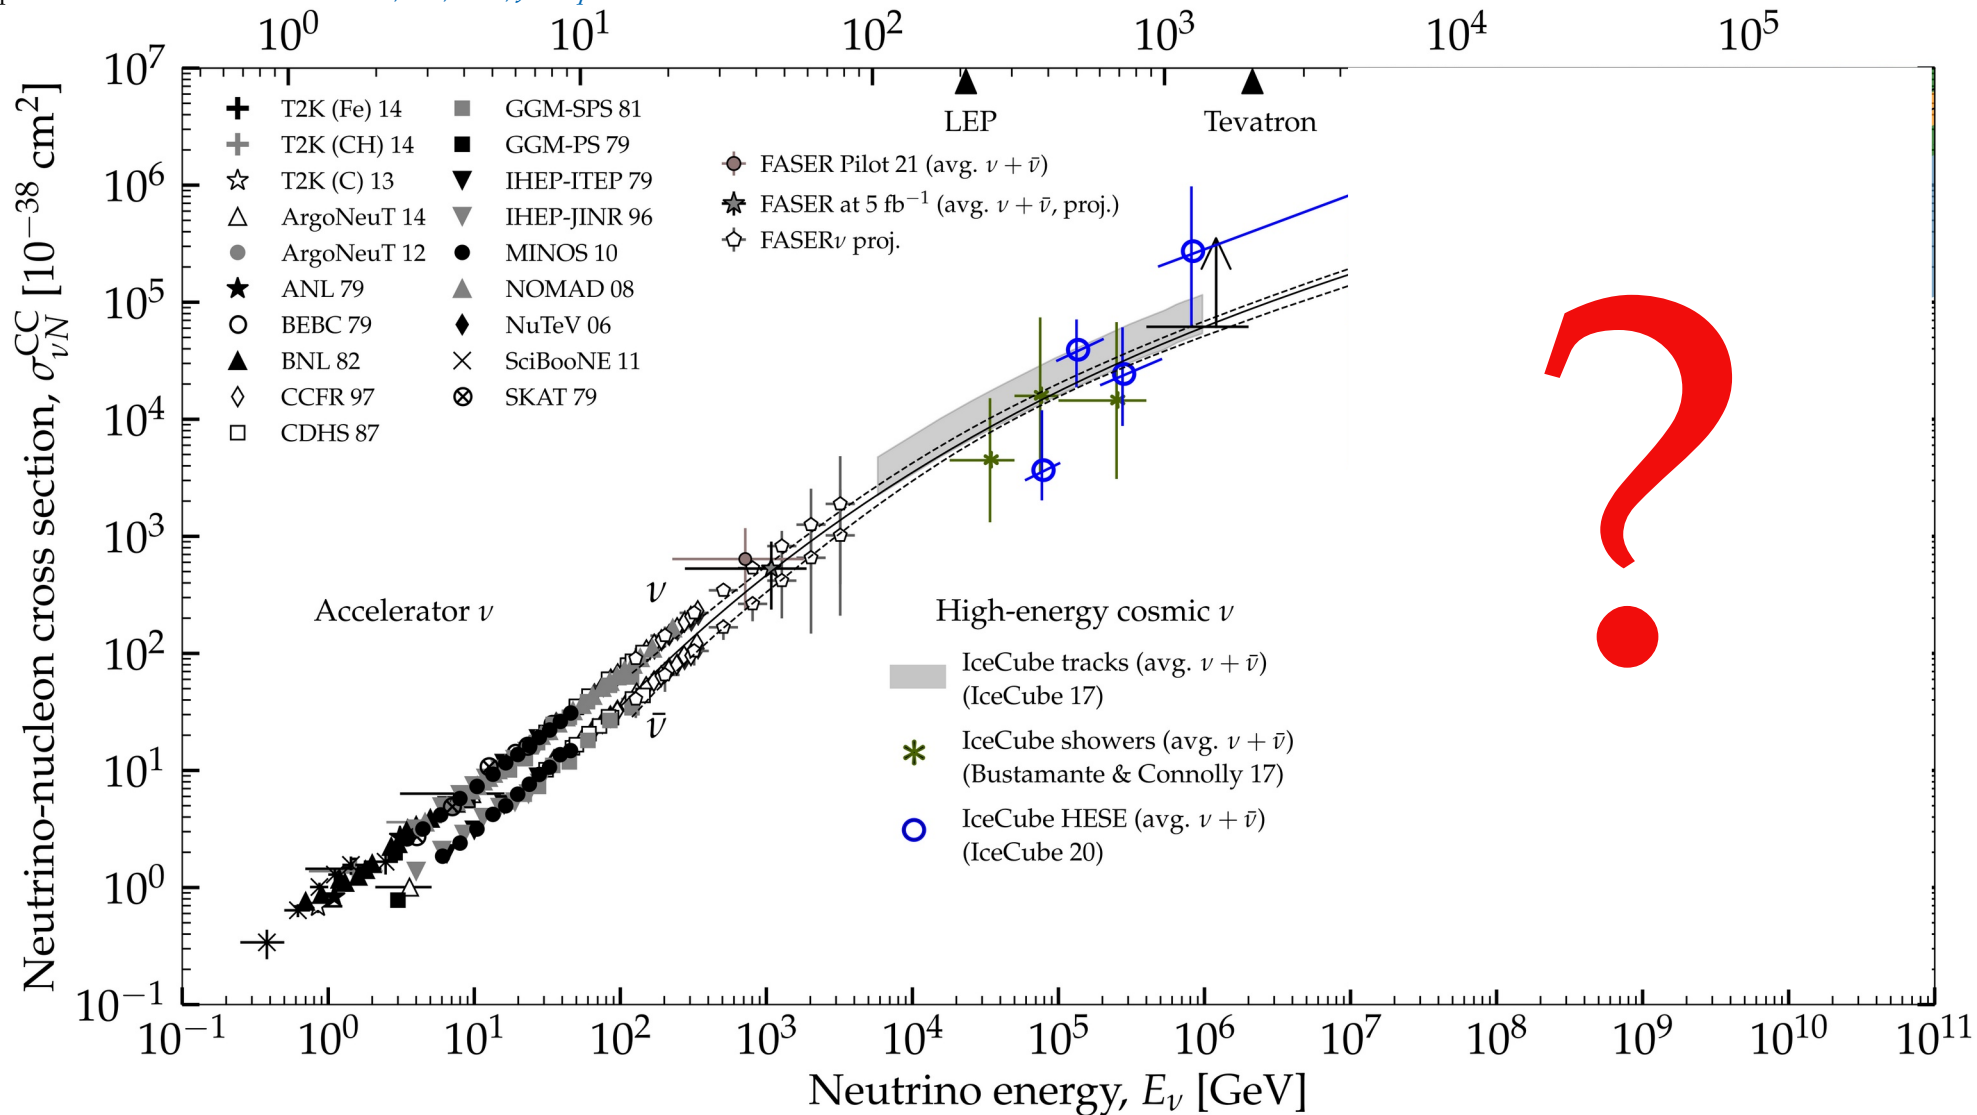 10⁰ 10¹ 10² 10³ 10⁴ 10⁵
10⁷
10⁶
10⁵
10⁴
10³
10²
10¹
10⁰
10⁻¹
Neutrino-nucleon cross section, σ^CC_νN [10⁻³⁸ cm²]
T2K (Fe) 14
T2K (CH) 14
T2K (C) 13
ArgoNeuT 14
ArgoNeuT 12
ANL 79
BEBC 79
BNL 82
CCFR 97
CDHS 87
GGM-SPS 81
GGM-PS 79
IHEP-ITEP 79
IHEP-JINR 96
MINOS 10
NOMAD 08
NuTeV 06
SciBooNE 11
SKAT 79
FASER Pilot 21 (avg. ν + ν̄)
FASER at 5 fb⁻¹ (avg. ν + ν̄, proj.)
FASERν proj.
LEP
Tevatron
?
ν
ν̄
Accelerator ν
High-energy cosmic ν
IceCube tracks (avg. ν + ν̄)
(IceCube 17)
IceCube showers (avg. ν + ν̄)
(Bustamante & Connolly 17)
IceCube HESE (avg. ν + ν̄)
(IceCube 20)
10⁻¹ 10⁰ 10¹ 10² 10³ 10⁴ 10⁵ 10⁶ 10⁷ 10⁸ 10⁹ 10¹⁰ 10¹¹
Neutrino energy, E_ν [GeV]